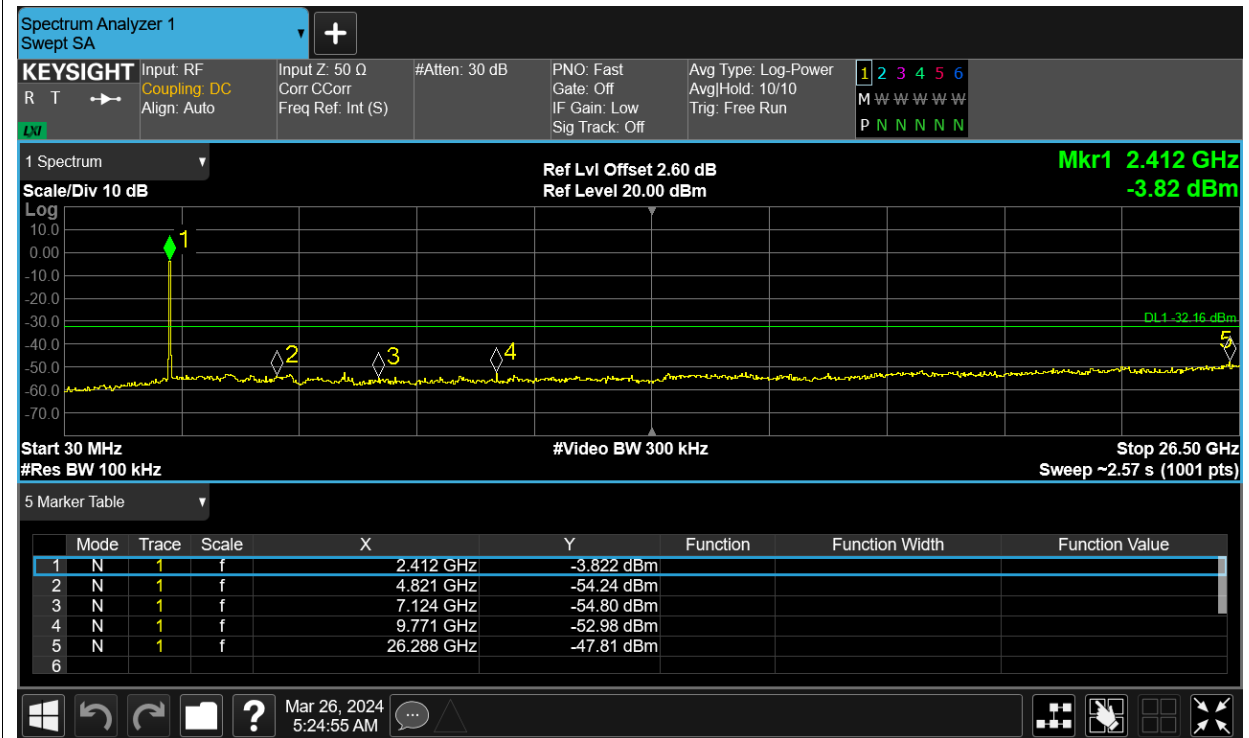 Spectrum Analyzer 1
Swept SA
▼
+
KEYSIGHT
R T
LXI
Input: RF
Coupling: DC
Align: Auto
Input Z: 50 Ω
Corr CCorr
Freq Ref: Int (S)
#Atten: 30 dB
PNO: Fast
Gate: Off
IF Gain: Low
Sig Track: Off
Avg Type: Log-Power
Avg|Hold: 10/10
Trig: Free Run
1 2 3 4 5 6
M W W W W W
P N N N N N
1 Spectrum ▼
Scale/Div 10 dB
Ref Lvl Offset 2.60 dB
Ref Level 20.00 dBm
Mkr1 2.412 GHz
-3.82 dBm
Log
10.0
0.00
-10.0
-20.0
-30.0
-40.0
-50.0
-60.0
-70.0
1
2
3
4
5
DL1 -32.16 dBm
Start 30 MHz #Video BW 300 kHz Stop 26.50 GHz
#Res BW 100 kHz Sweep ~2.57 s (1001 pts)
5 Marker Table ▼
Mode Trace Scale X Y Function Function Width Function Value
1 N 1 f 2.412 GHz -3.822 dBm
2 N 1 f 4.821 GHz -54.24 dBm
3 N 1 f 7.124 GHz -54.80 dBm
4 N 1 f 9.771 GHz -52.98 dBm
5 N 1 f 26.288 GHz -47.81 dBm
6
?
Mar 26, 2024
5:24:55 AM